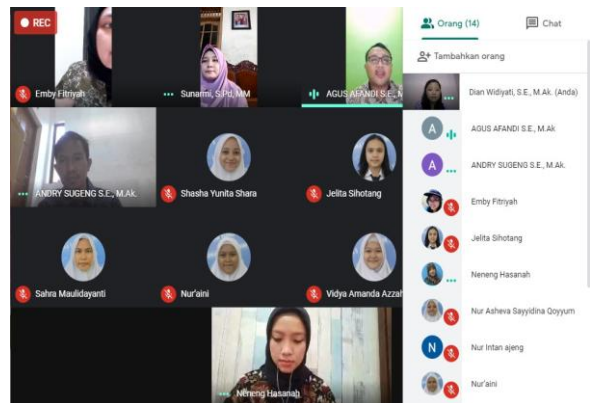 REC
Emby Fitriyah
Sunarmi, S.Pd, MM
AGUS AFANDI S.E., M
ANDRY SUGENG S.E., M.Ak.
Shasha Yunita Shara
Jelita Sihotang
Sahra Maulidayanti
Nur'aini
Vidya Amanda Azzah
Neneng Hasanah
Orang (14)
Chat
Tambahkan orang
Dian Widiyati, S.E., M.Ak. (Anda)
A
AGUS AFANDI S.E., M.Ak
A
ANDRY SUGENG S.E., M.Ak.
Emby Fitriyah
Jelita Sihotang
Neneng Hasanah
Nur Asheva Sayyidina Qoyyum
N
Nur Intan ajeng
Nur'aini